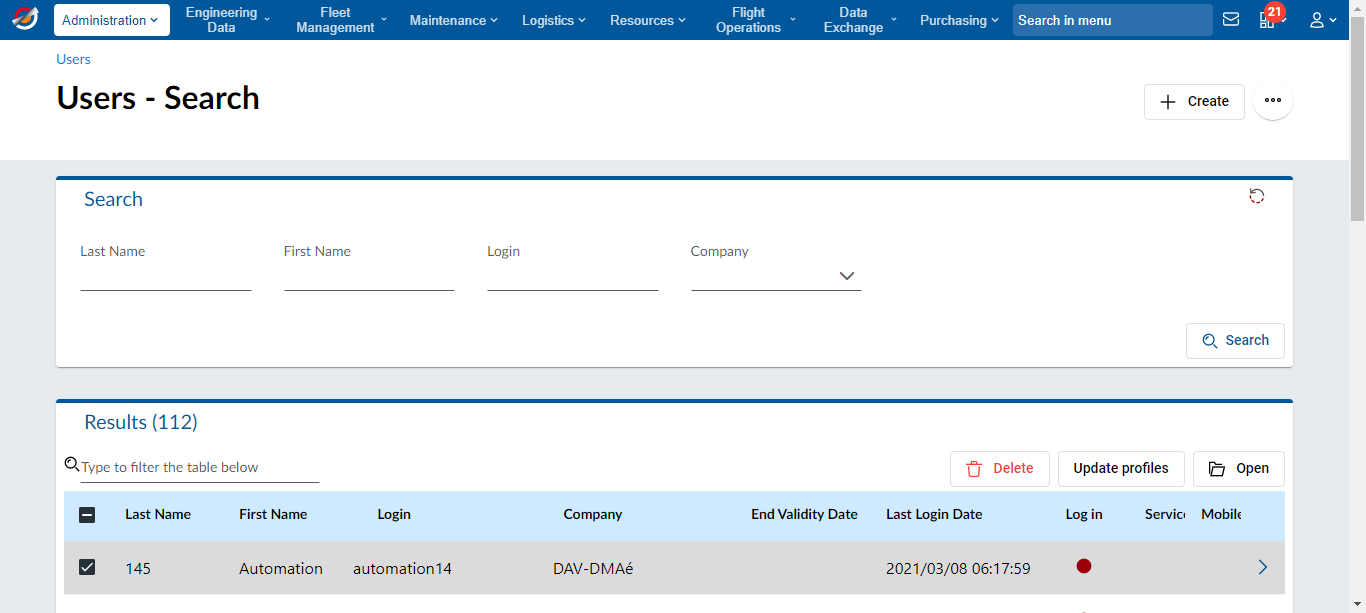 Administration
Engineering Data
Fleet Management
Maintenance
Logistics
Resources
Flight Operations
Data Exchange
Purchasing
Search in menu
21
Users
Users - Search
Create
Search
Last Name
First Name
Login
Company
Search
Results (112)
Type to filter the table below
Delete
Update profiles
Open
Last Name First Name Login Company End Validity Date Last Login Date Log in Servic Mobile
145 Automation automation14 DAV-DMAé 2021/03/08 06:17:59